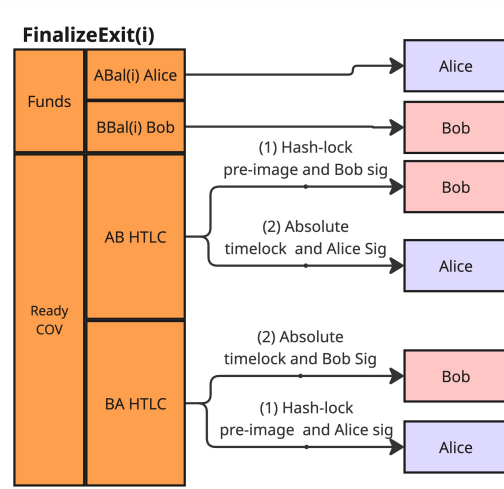 FinalizeExit(i)
Funds
ABal(i) Alice
Alice
BBal(i) Bob
Bob
(1) Hash-lock
pre-image and Bob sig
Bob
AB HTLC
(2) Absolute
timelock and Alice Sig
Alice
Ready
COV
(2) Absolute
timelock and Bob Sig
Bob
BA HTLC
(1) Hash-lock
pre-image and Alice sig
Alice